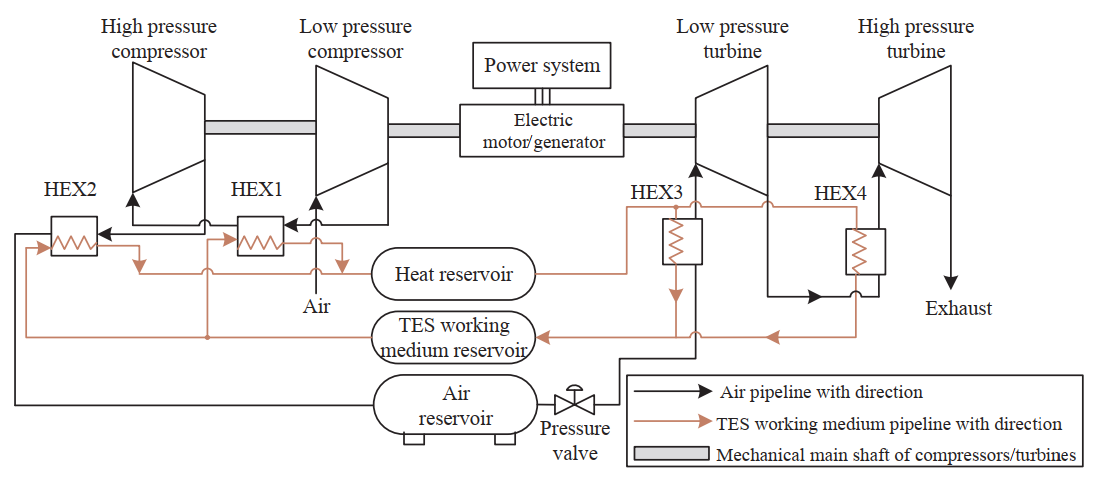 High pressure
compressor
Low pressure
compressor
Low pressure
turbine
High pressure
turbine
Power system
Electric
motor/generator
HEX2
HEX1
HEX3
HEX4
Heat reservoir
Air
Exhaust
TES working
medium reservoir
Air
reservoir
Pressure
valve
Air pipeline with direction
TES working medium pipeline with direction
Mechanical main shaft of compressors/turbines